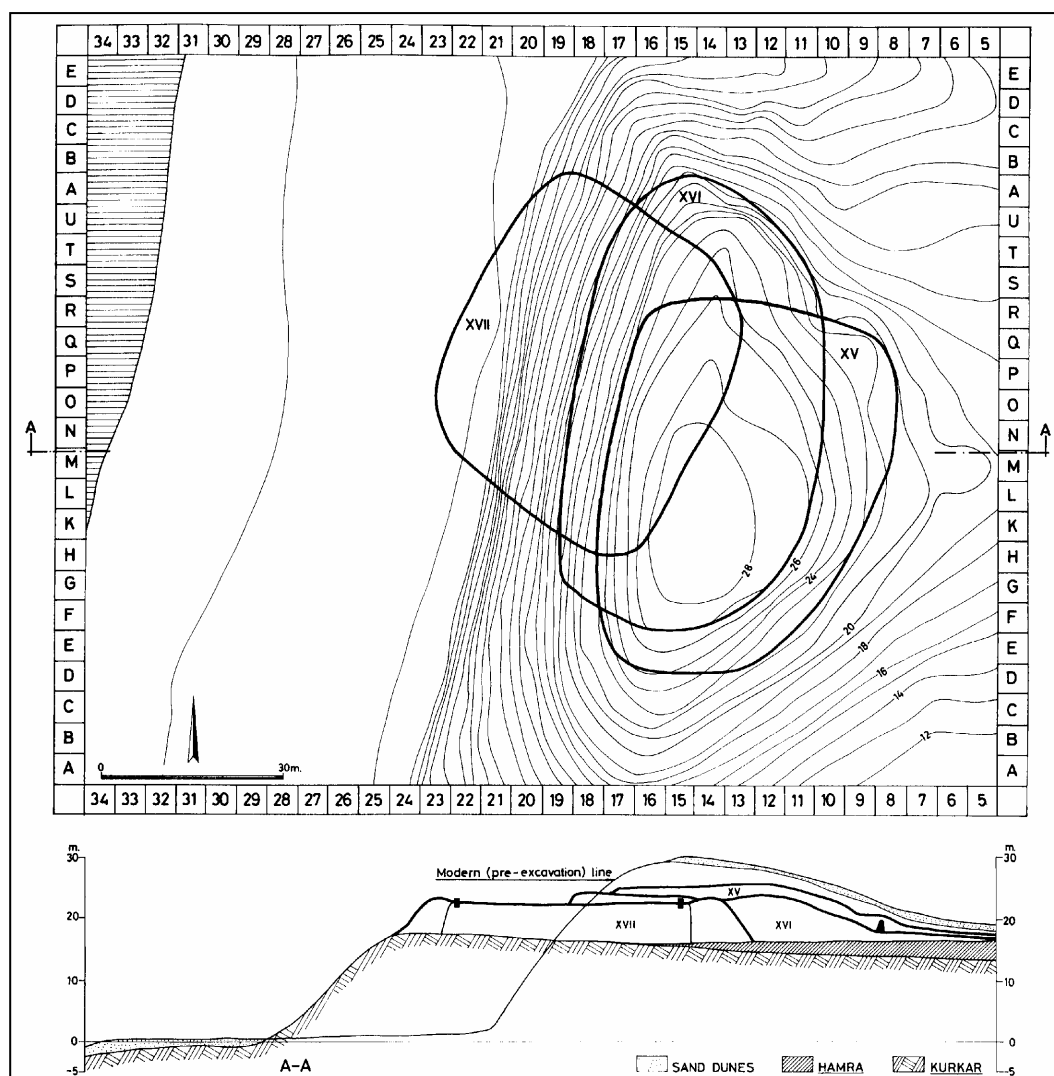 34 33 32 31 30 29 28 27 26 25 24 23 22 21 20 19 18 17 16 15 14 13 12 11 10 9 8 7 6 5
E E
D D
C C
B B
A XVI A
U U
T T
S S
R R
Q XVII XV Q
P P
O O
A N N A
M M
L L
K K
H H
G 28 26 24 G
F F
E 20 E
D 18 16 D
C 14 C
B 12 B
A 0 30m. A
34 33 32 31 30 29 28 27 26 25 24 23 22 21 20 19 18 17 16 15 14 13 12 11 10 9 8 7 6 5
m. m.
30 30
Modern (pre-excavation) line
XV
20 XVII XVI 20
10 10
0 0
-5 A-A SAND DUNES HAMRA KURKAR -5